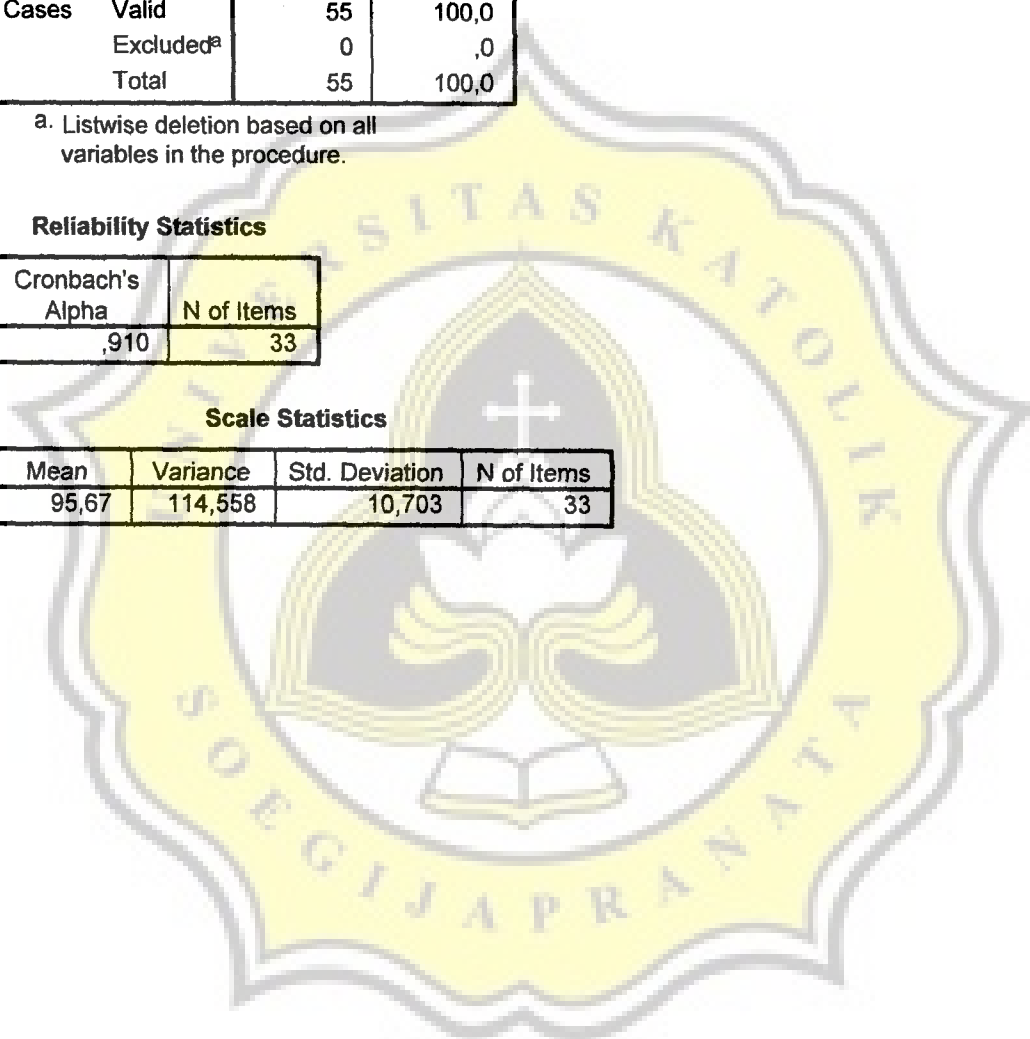 Cases Valid 55 100,0
Excludedᵃ 0 ,0
Total 55 100,0
a. Listwise deletion based on all
variables in the procedure.
Reliability Statistics
Cronbach's
Alpha N of Items
,910 33
Scale Statistics
Mean Variance Std. Deviation N of Items
95,67 114,558 10,703 33
UNIVERSITAS KATOLIK
SOEGIJAPRANATA